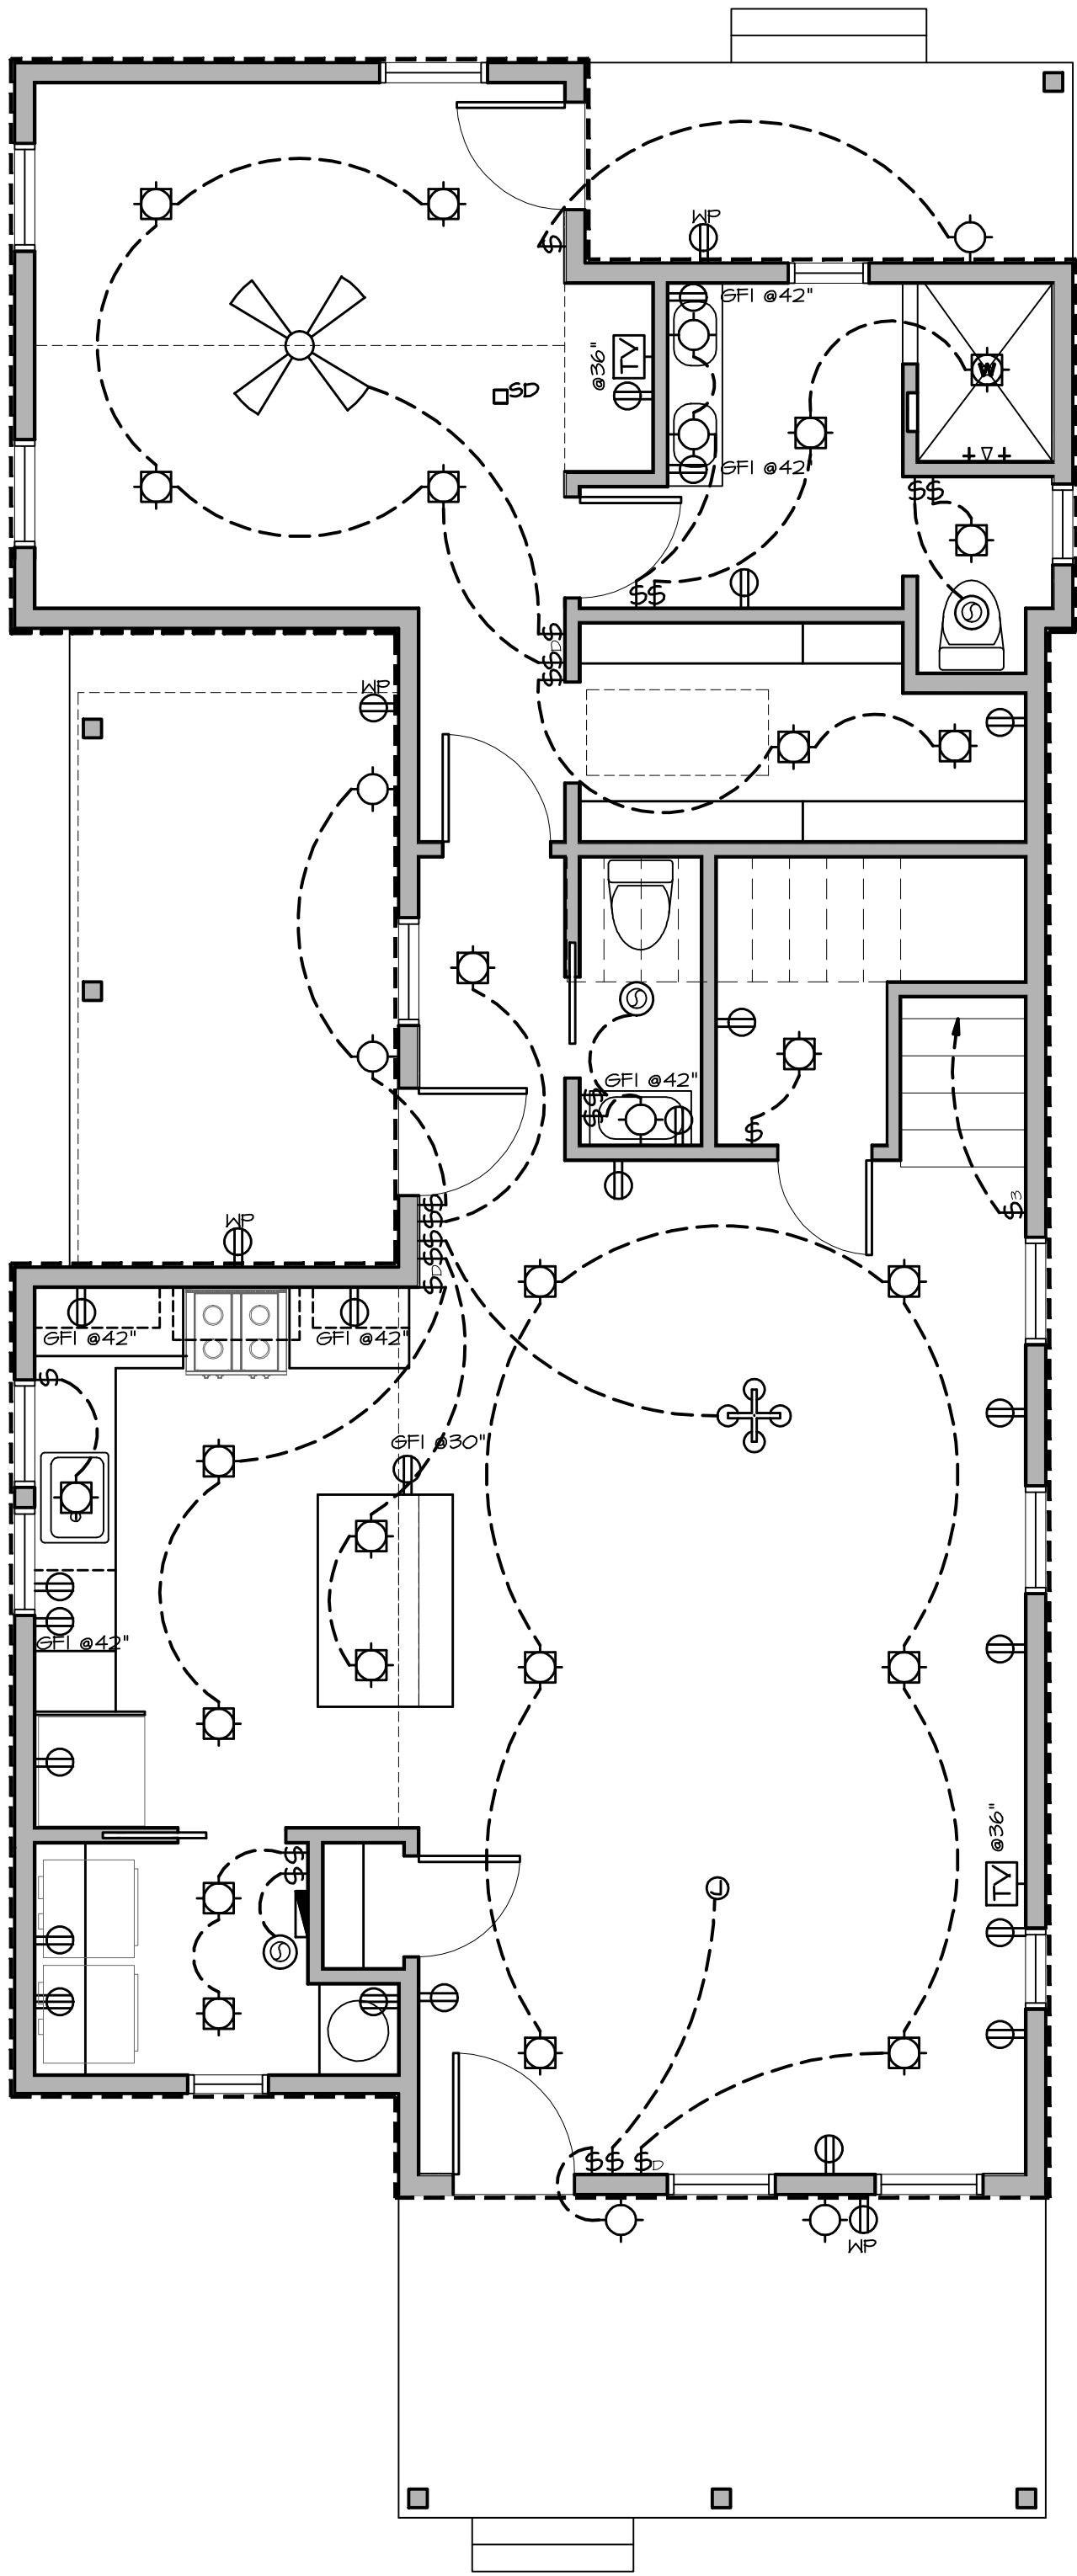 WP
$
GFI @42"
@36"
TV
SD
W
GFI @42"
$$
$$
$
$D
$
WP
GFI @42"
$
$
$
$3
WP
$
$
$
$
$D
GFI @42"
GFI @42"
$
GFI @30"
GFI @42"
$
$
@36"
TV
L
$$ $D
WP